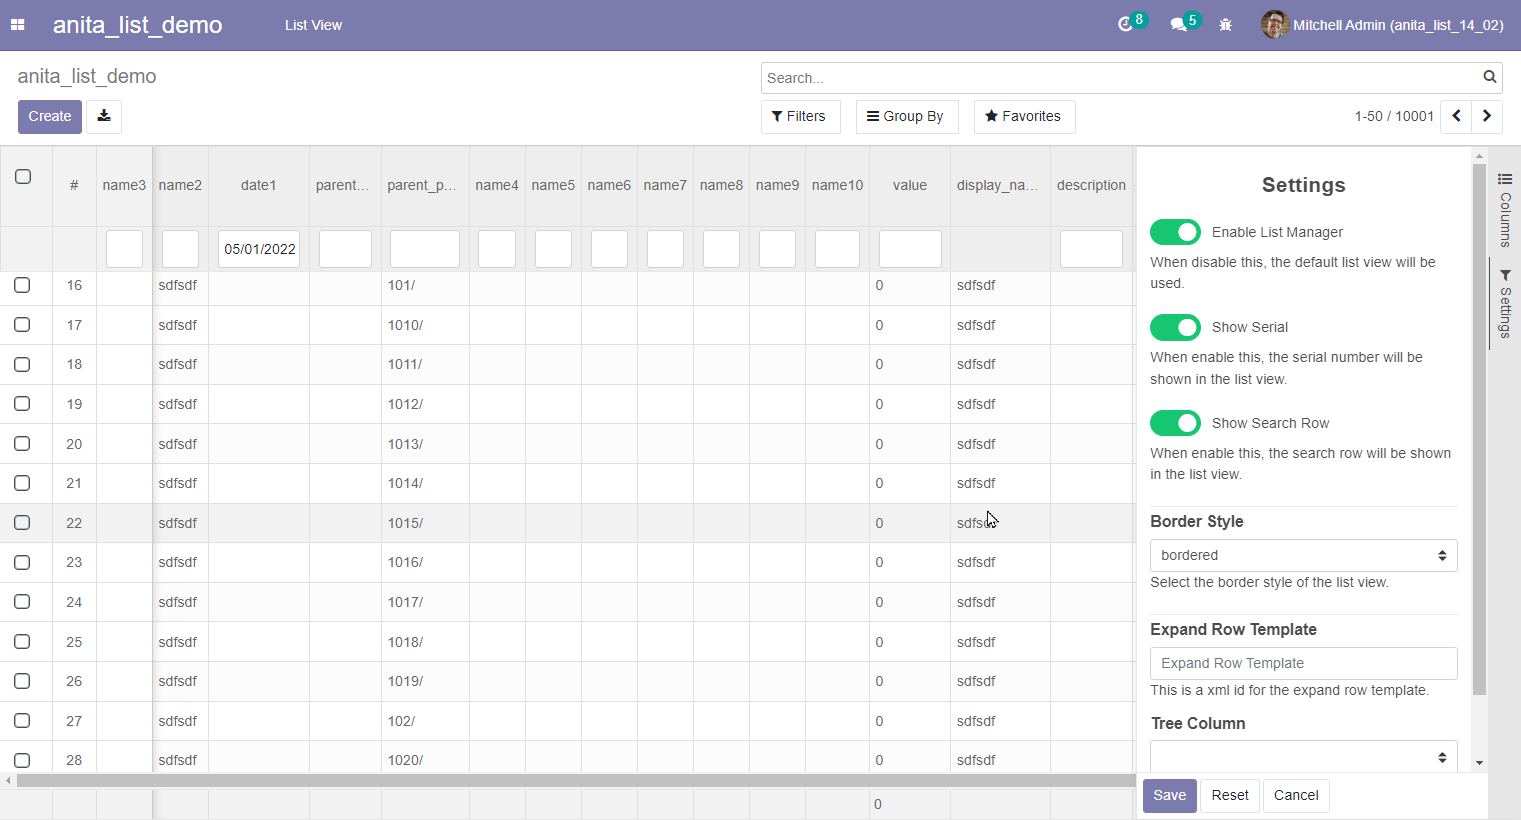 anita_list_demo List View 8 5 Mitchell Admin (anita_list_14_02)
anita_list_demo Search...
Create Filters Group By Favorites 1-50 / 10001
# name3 name2 date1 parent... parent_p... name4 name5 name6 name7 name8 name9 name10 value display_na... description
05/01/2022
16 sdfsdf 101/ 0 sdfsdf
17 sdfsdf 1010/ 0 sdfsdf
18 sdfsdf 1011/ 0 sdfsdf
19 sdfsdf 1012/ 0 sdfsdf
20 sdfsdf 1013/ 0 sdfsdf
21 sdfsdf 1014/ 0 sdfsdf
22 sdfsdf 1015/ 0 sdfsdf
23 sdfsdf 1016/ 0 sdfsdf
24 sdfsdf 1017/ 0 sdfsdf
25 sdfsdf 1018/ 0 sdfsdf
26 sdfsdf 1019/ 0 sdfsdf
27 sdfsdf 102/ 0 sdfsdf
28 sdfsdf 1020/ 0 sdfsdf
0
Settings
Enable List Manager
When disable this, the default list view will be
used.
Show Serial
When enable this, the serial number will be
shown in the list view.
Show Search Row
When enable this, the search row will be shown
in the list view.
Border Style
bordered
Select the border style of the list view.
Expand Row Template
Expand Row Template
This is a xml id for the expand row template.
Tree Column
Save Reset Cancel
Columns
Settings